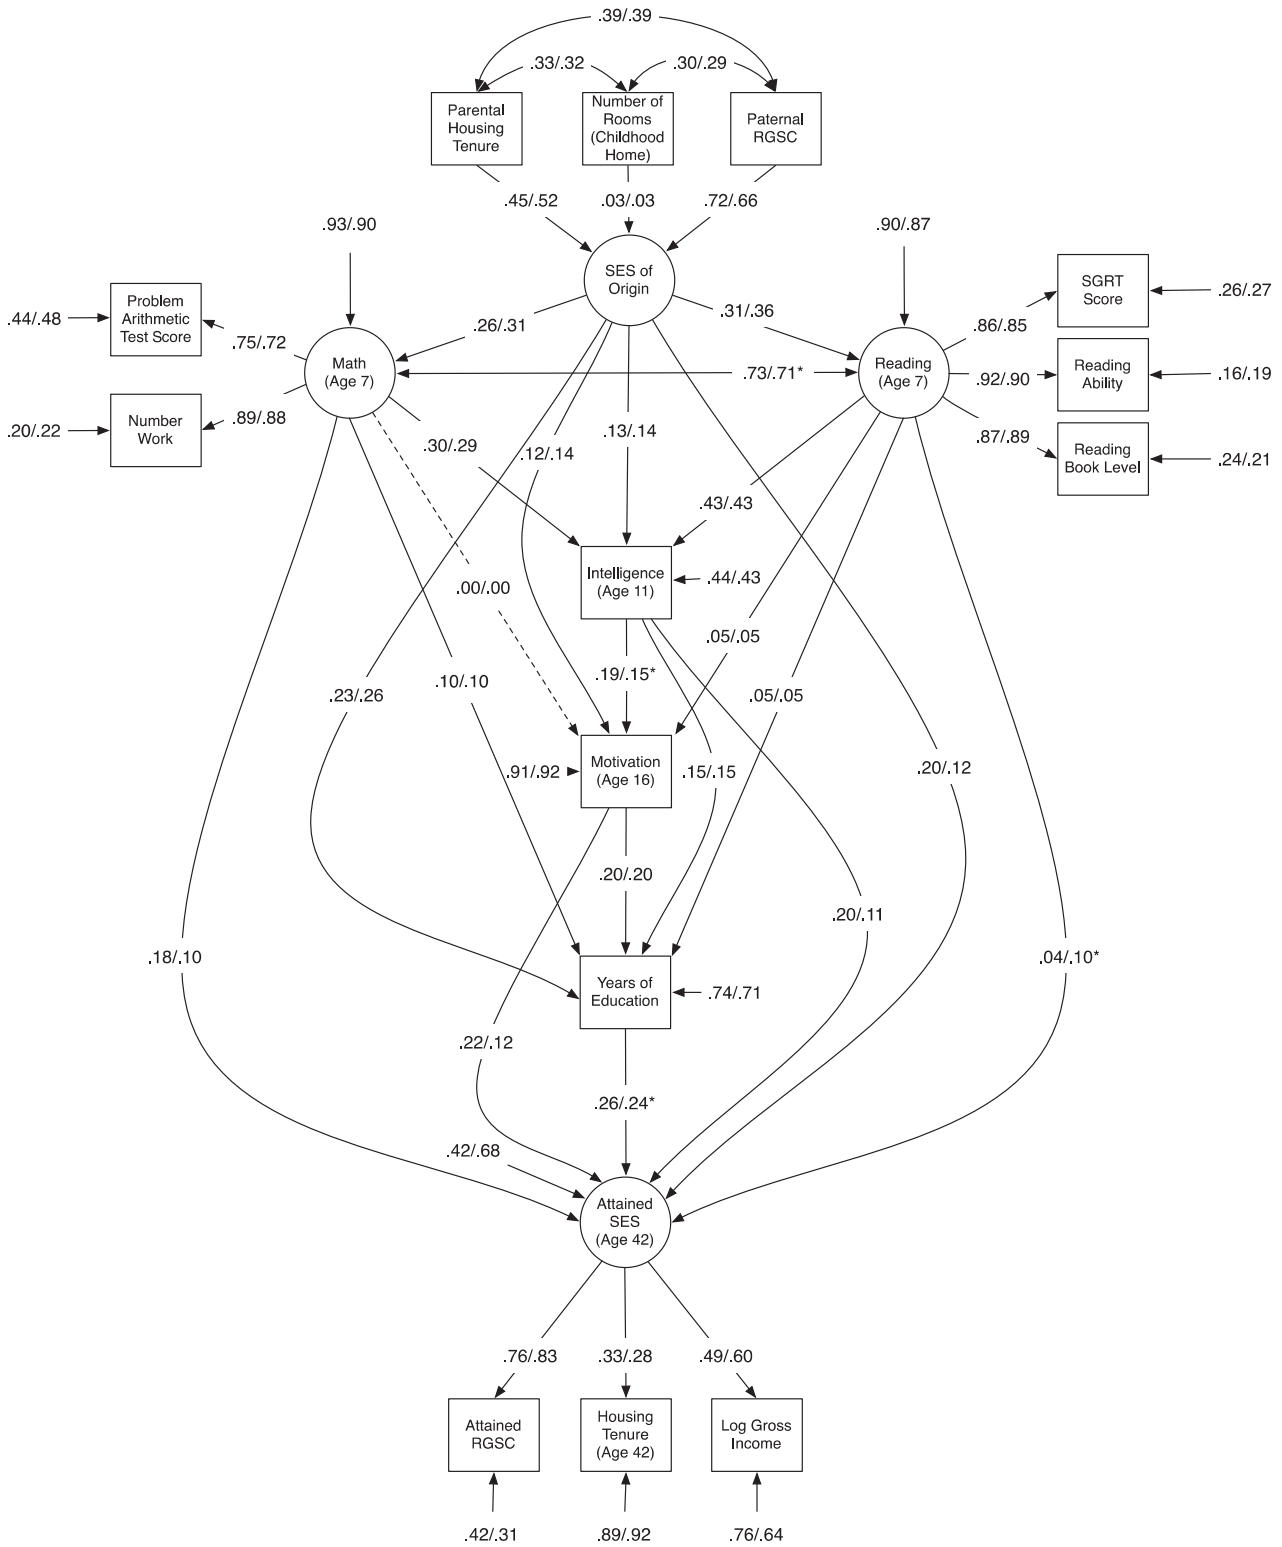 .39/.39
.33/.32
.30/.29
Parental
Housing
Tenure
Number of
Rooms
(Childhood
Home)
Paternal
RGSC
.45/.52
.03/.03
.72/.66
.93/.90
.90/.87
SES of
Origin
Problem
Arithmetic
Test Score
.44/.48
.75/.72
Number
Work
.20/.22
.89/.88
Math
(Age 7)
.26/.31
.31/.36
.73/.71*
Reading
(Age 7)
SGRT
Score
.26/.27
.86/.85
Reading
Ability
.16/.19
.92/.90
Reading
Book Level
.24/.21
.87/.89
.30/.29
.12/.14
.13/.14
.43/.43
Intelligence
(Age 11)
.44/.43
.00/.00
.05/.05
.23/.26
.10/.10
.19/.15*
.05/.05
Motivation
(Age 16)
.91/.92
.15/.15
.20/.12
.20/.20
.20/.11
.18/.10
.04/.10*
Years of
Education
.74/.71
.22/.12
.26/.24*
.42/.68
Attained
SES
(Age 42)
.76/.83
.33/.28
.49/.60
Attained
RGSC
Housing
Tenure
(Age 42)
Log Gross
Income
.42/.31
.89/.92
.76/.64